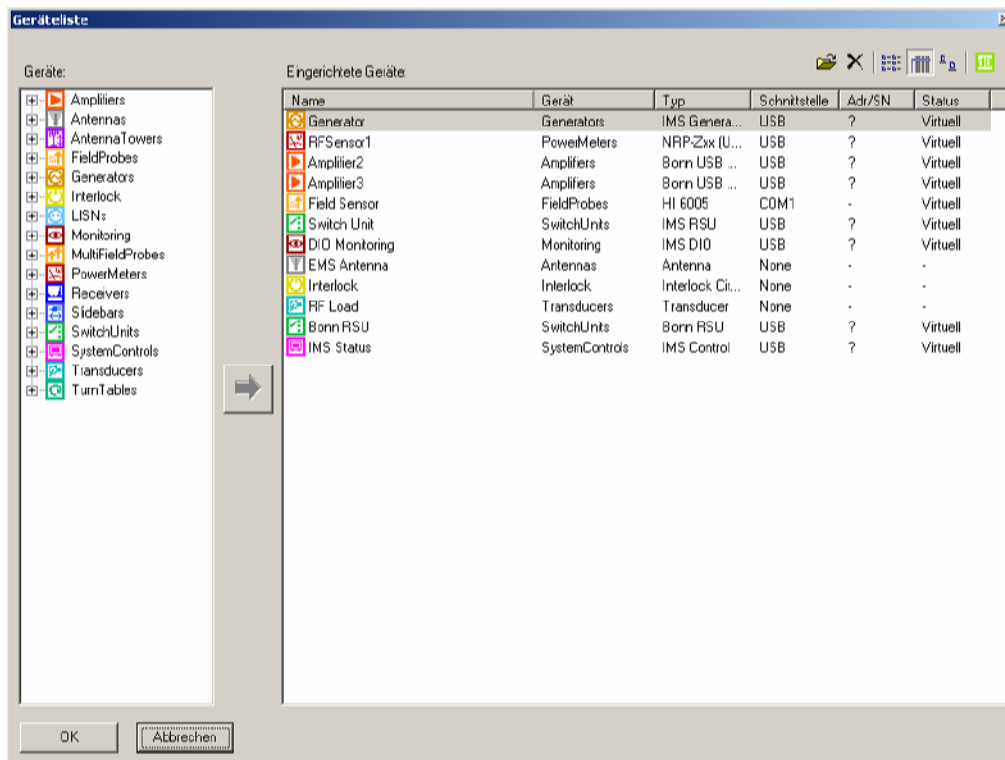 Geräteliste
Geräte:
Amplifiers
Antennas
AntennaTowers
FieldProbes
Generators
Interlock
LISNs
Monitoring
MultiFieldProbes
PowerMeters
Receivers
Slidebars
SwitchUnits
SystemControls
Transducers
TurnTables
Eingerichtete Geräte:
Name Gerät Typ Schnittstelle Adr/SN Status
Generator Generators IMS Genera... USB ? Virtuell
RFSensor1 PowerMeters NRP-Zxx (U... USB ? Virtuell
Amplifier2 Amplifiers Bonn USB ... USB ? Virtuell
Amplifier3 Amplifiers Bonn USB ... USB ? Virtuell
Field Sensor FieldProbes HI 6005 COM1 - Virtuell
Switch Unit SwitchUnits IMS RSU USB ? Virtuell
DIO Monitoring Monitoring IMS DIO USB ? Virtuell
EMS Antenna Antennas Antenna None - -
Interlock Interlock Interlock Cir... None - -
RF Load Transducers Transducer None - -
Bonn RSU SwitchUnits Bonn RSU USB ? Virtuell
IMS Status SystemControls IMS Control USB ? Virtuell
OK Abbrechen